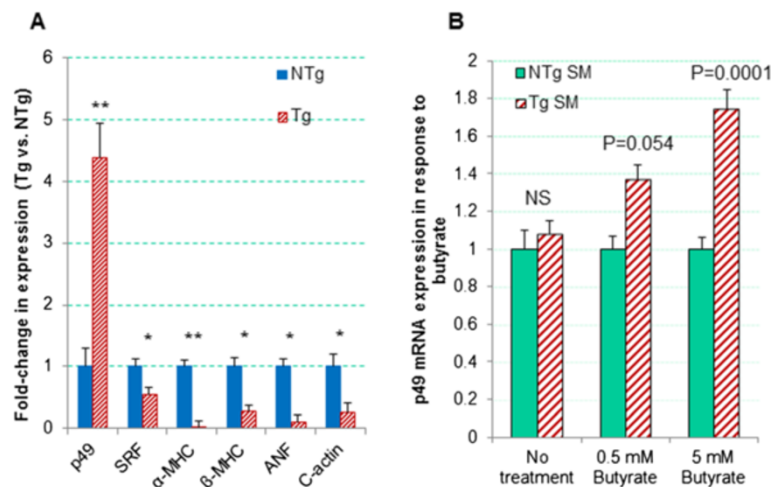 A
Fold-change in expression (Tg vs. NTg)
6
5
4
3
2
1
0
NTg
Tg
**
*
**
*
*
*
p49
SRF
α-MHC
β-MHC
ANF
C-actin
B
p49 mRNA expression in response to
butyrate
2
1.8
1.6
1.4
1.2
1
0.8
0.6
0.4
0.2
0
NTg SM
Tg SM
NS
P=0.054
P=0.0001
No
treatment
0.5 mM
Butyrate
5 mM
Butyrate